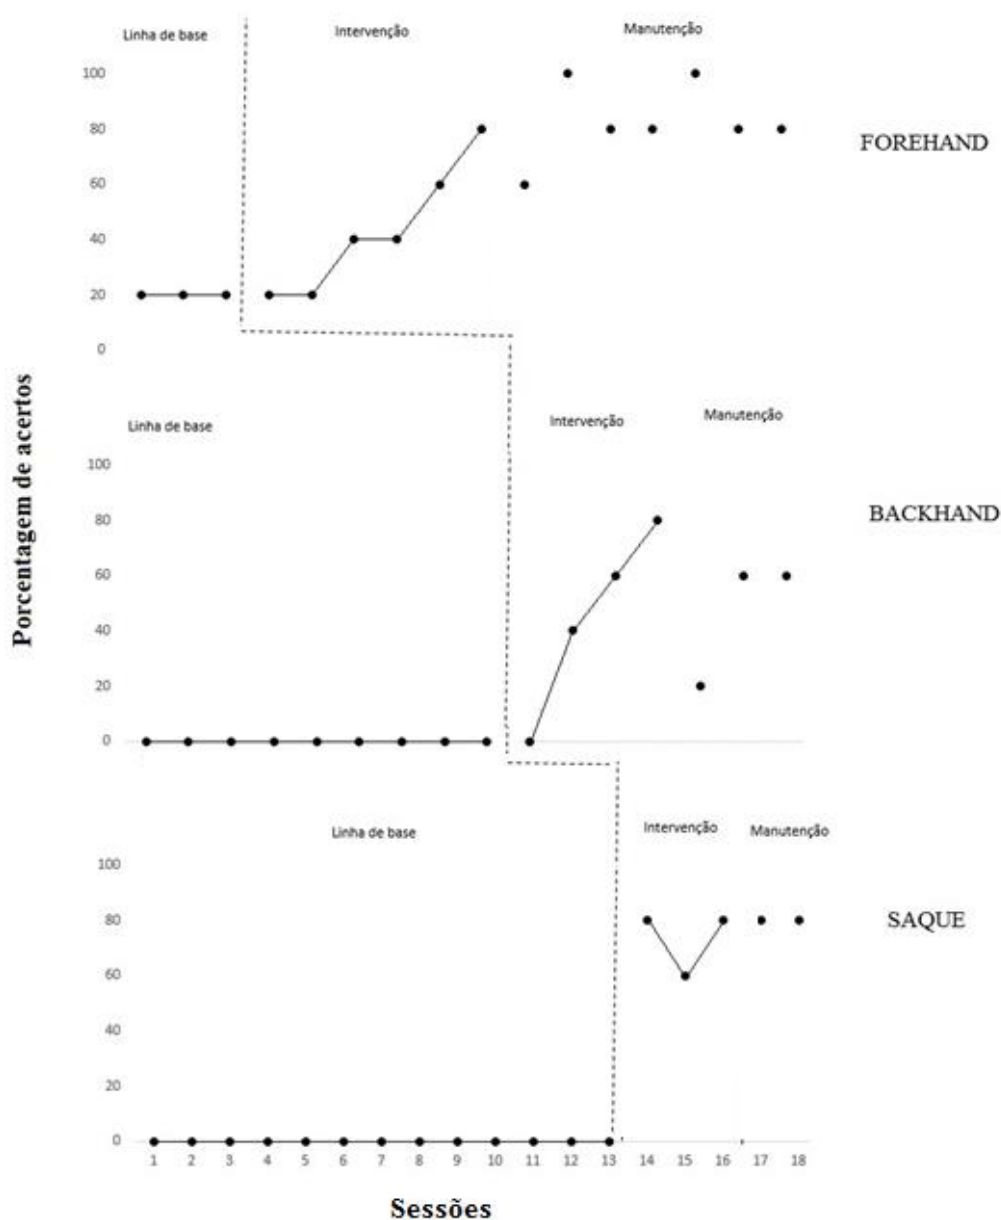 Linha de base
Intervenção
Manutenção
100
80
60
40
20
0
FOREHAND
Porcentagem de acertos
Linha de base
Intervenção
Manutenção
100
80
60
40
20
0
BACKHAND
Linha de base
Intervenção
Manutenção
100
80
60
40
20
0
SAQUE
1 2 3 4 5 6 7 8 9 10 11 12 13 14 15 16 17 18
Sessões